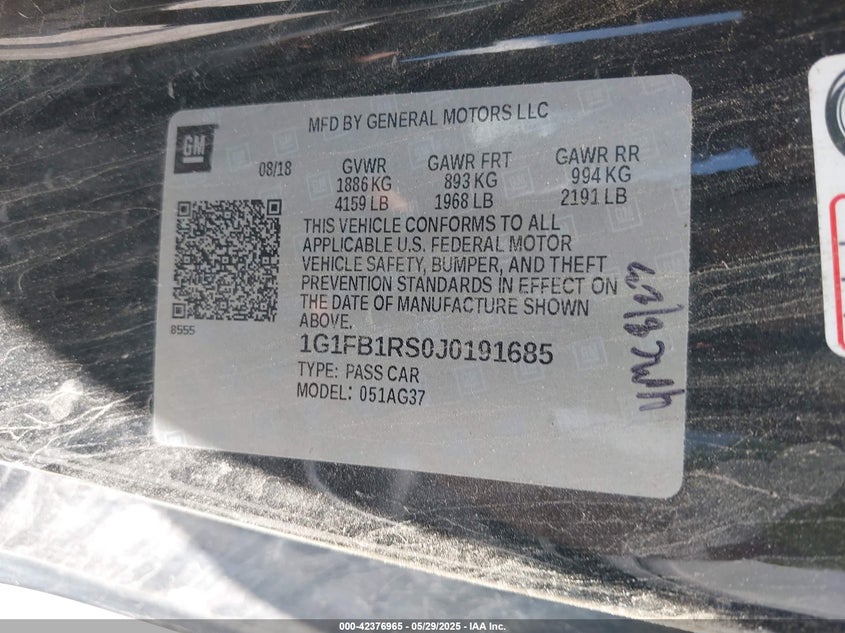 MFD BY GENERAL MOTORS LLC
GM
08/18 GVWR GAWR FRT GAWR RR
1886 KG 893 KG 994 KG
4159 LB 1968 LB 2191 LB
THIS VEHICLE CONFORMS TO ALL
APPLICABLE U.S. FEDERAL MOTOR
VEHICLE SAFETY, BUMPER, AND THEFT
PREVENTION STANDARDS IN EFFECT ON
THE DATE OF MANUFACTURE SHOWN
ABOVE.
8555
1G1FB1RS0J0191685
TYPE: PASS CAR
MODEL: 051AG37
000-42376965 - 05/29/2025 - IAA Inc.